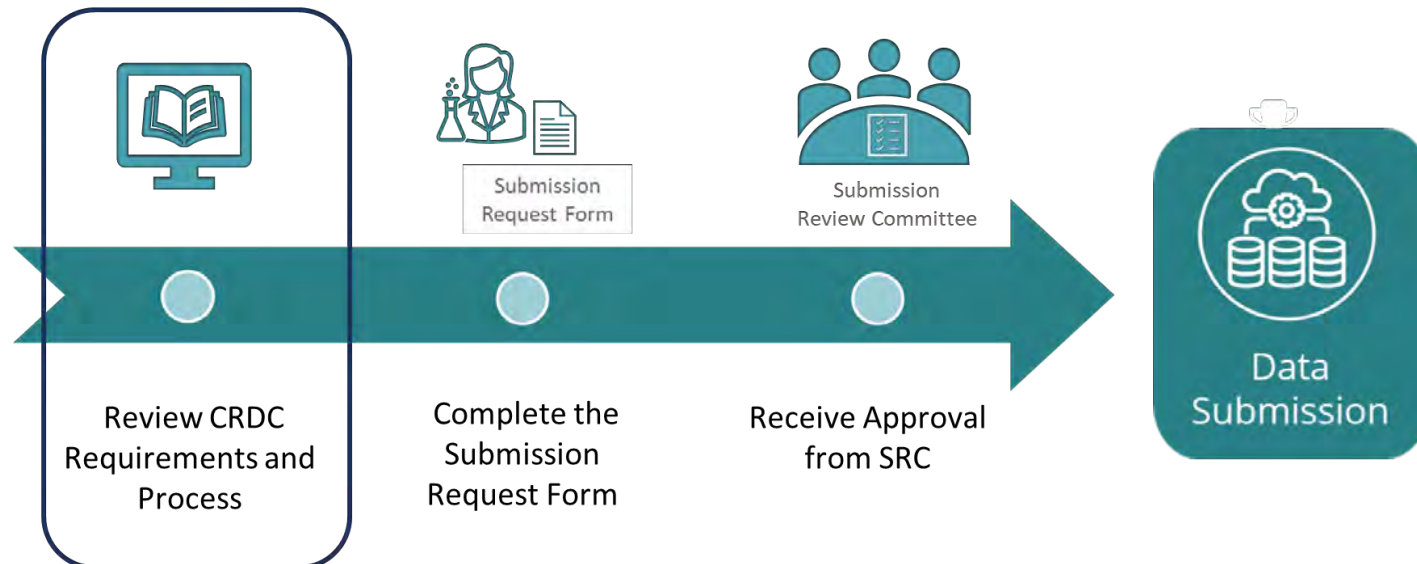 Submission
Request Form
Submission
Review Committee
Review CRDC
Requirements and
Process
Complete the
Submission
Request Form
Receive Approval
from SRC
Data
Submission